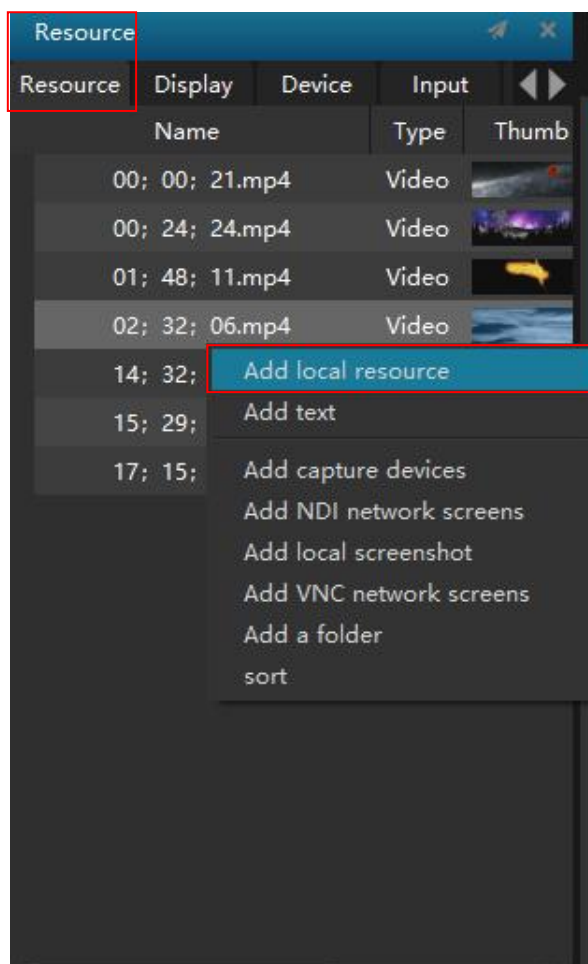 Resource
Resource Display Device Input
Name Type Thumb
00; 00; 21.mp4 Video
00; 24; 24.mp4 Video
01; 48; 11.mp4 Video
02; 32; 06.mp4 Video
14; 32; Add local resource
15; 29; Add text
17; 15; Add capture devices
Add NDI network screens
Add local screenshot
Add VNC network screens
Add a folder
sort